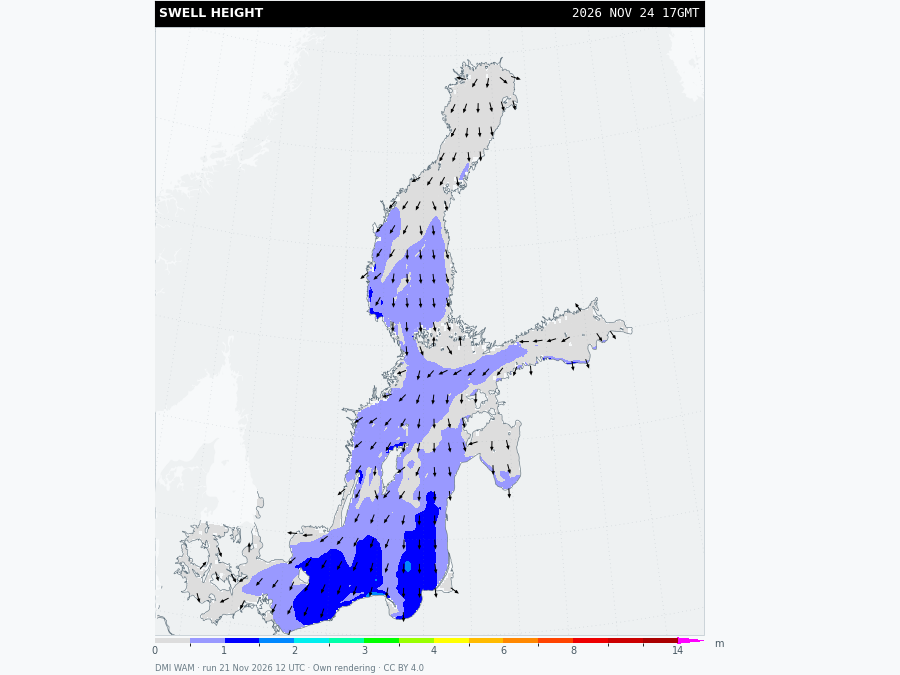 SWELL HEIGHT
2026 NOV 24 17GMT
0 1 2 3 4 6 8 14 m
DMI WAM · run 21 Nov 2026 12 UTC · Own rendering · CC BY 4.0